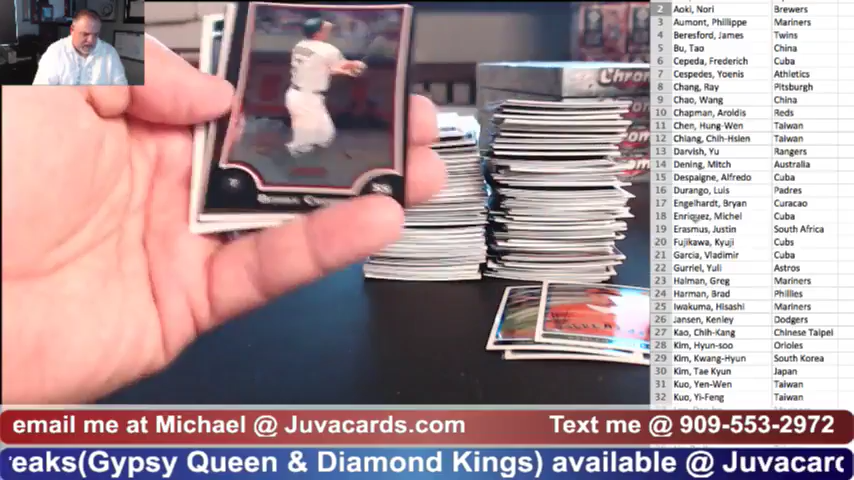 2 Aoki, Nori Brewers
3 Aumont, Phillippe Mariners
4 Beresford, James Twins
5 Bu, Tao China
6 Cepeda, Frederich Cuba
7 Cespedes, Yoenis Athletics
8 Chang, Ray Pitsburgh
9 Chao, Wang China
10 Chapman, Aroldis Reds
11 Chen, Hung-Wen Taiwan
12 Chiang, Chih-Hsien Taiwan
13 Darvish, Yu Rangers
14 Dening, Mitch Australia
15 Despaigne, Alfredo Cuba
16 Durango, Luis Padres
17 Engelhardt, Bryan Curacao
18 Enriquez, Michel Cuba
19 Erasmus, Justin South Africa
20 Fujikawa, Kyuji Cubs
21 Garcia, Vladimir Cuba
22 Gurriel, Yuli Astros
23 Halman, Greg Mariners
24 Harman, Brad Phillies
25 Iwakuma, Hisashi Mariners
26 Jansen, Kenley Dodgers
27 Kao, Chih-Kang Chinese Taipei
28 Kim, Hyun-soo Orioles
29 Kim, Kwang-Hyun South Korea
30 Kim, Tae Kyun Japan
31 Kuo, Yen-Wen Taiwan
32 Kuo, Yi-Feng Taiwan
Chrom
SS
email me at Michael @ Juvacards.com Text me @ 909-553-2972
eaks(Gypsy Queen & Diamond Kings) available @ Juvacard